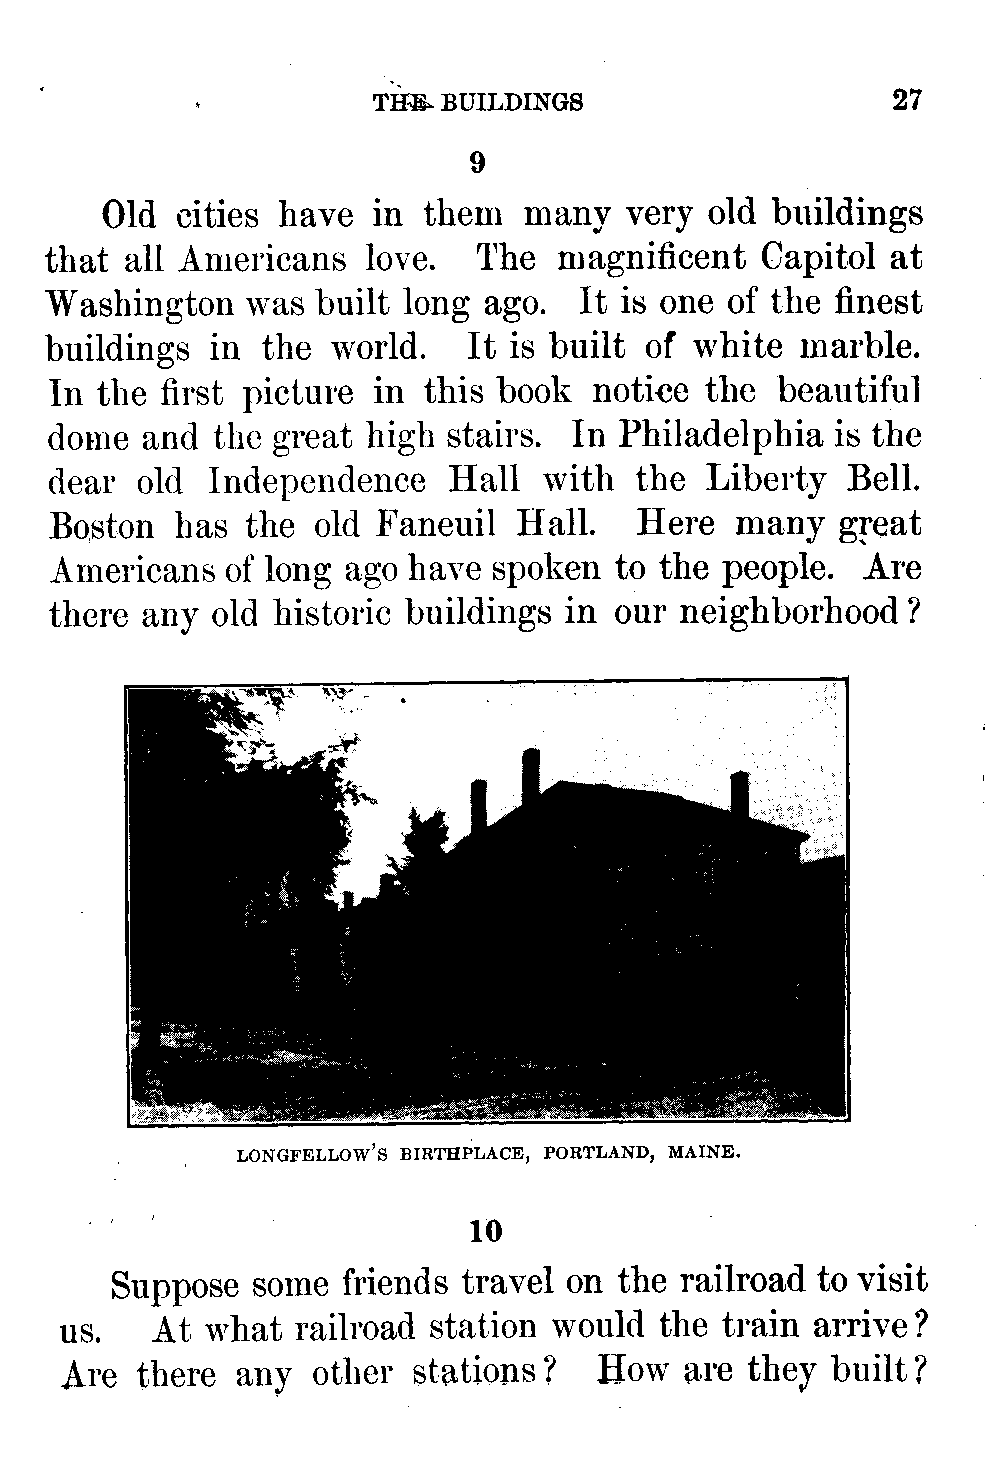 THE BUILDINGS 27
9
Old cities have in them many very old buildings
that all Americans love. The magnificent Capitol at
Washington was built long ago. It is one of the finest
buildings in the world. It is built of white marble.
In the first picture in this book notice the beautiful
dome and the great high stairs. In Philadelphia is the
dear old Independence Hall with the Liberty Bell.
Boston has the old Faneuil Hall. Here many great
Americans of long ago have spoken to the people. Are
there any old historic buildings in our neighborhood?
LONGFELLOW'S BIRTHPLACE, PORTLAND, MAINE.
10
Suppose some friends travel on the railroad to visit
us. At what railroad station would the train arrive?
Are there any other stations? How are they built?